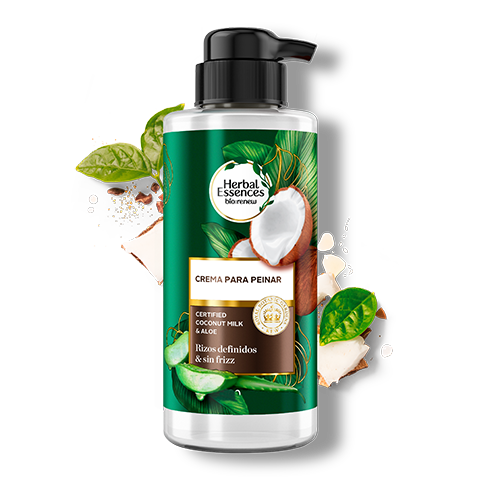 Herbal
Essences
bio:renew
CREMA PARA PEINAR
CERTIFIED
COCONUT MILK
& ALOE
Rizos definidos
& sin frizz